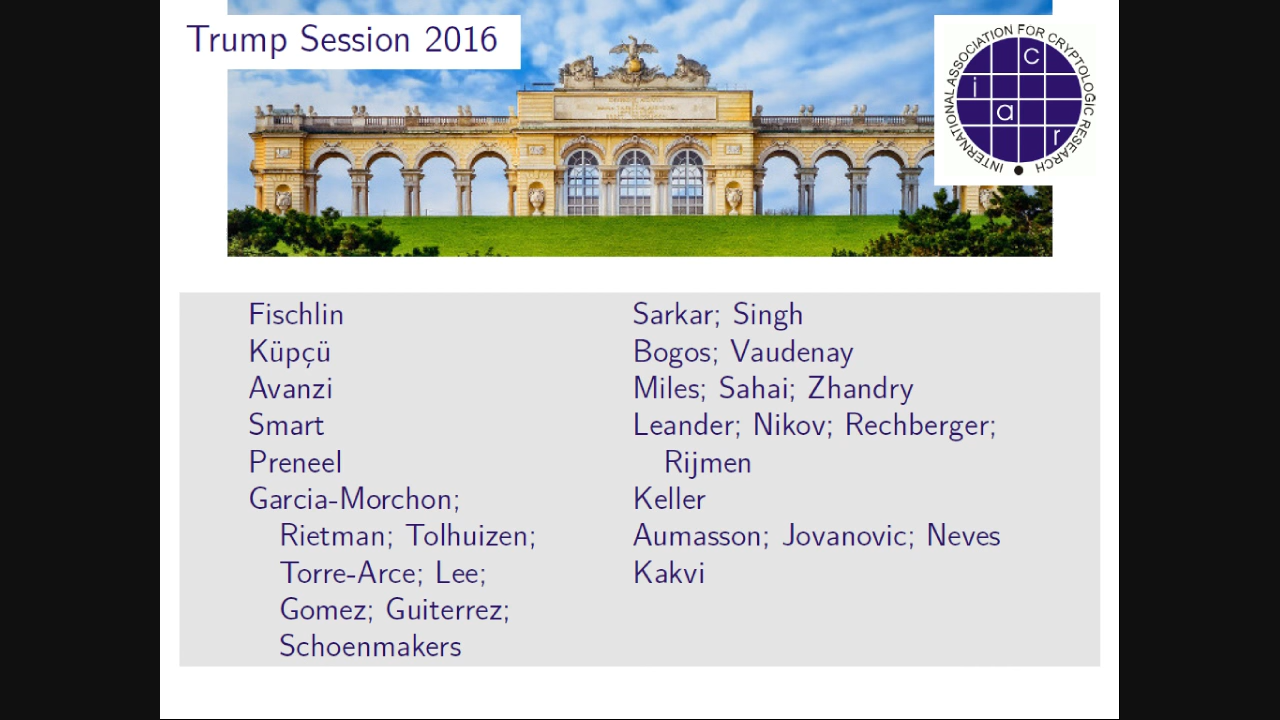 Trump Session 2016
INTERNATIONAL ASSOCIATION FOR CRYPTOLOGIC RESEARCH
c
i
a
r
Fischlin
Küpçü
Avanzi
Smart
Preneel
Garcia-Morchon;
Rietman; Tolhuizen;
Torre-Arce; Lee;
Gomez; Guiterrez;
Schoenmakers
Sarkar; Singh
Bogos; Vaudenay
Miles; Sahai; Zhandry
Leander; Nikov; Rechberger;
Rijmen
Keller
Aumasson; Jovanovic; Neves
Kakvi